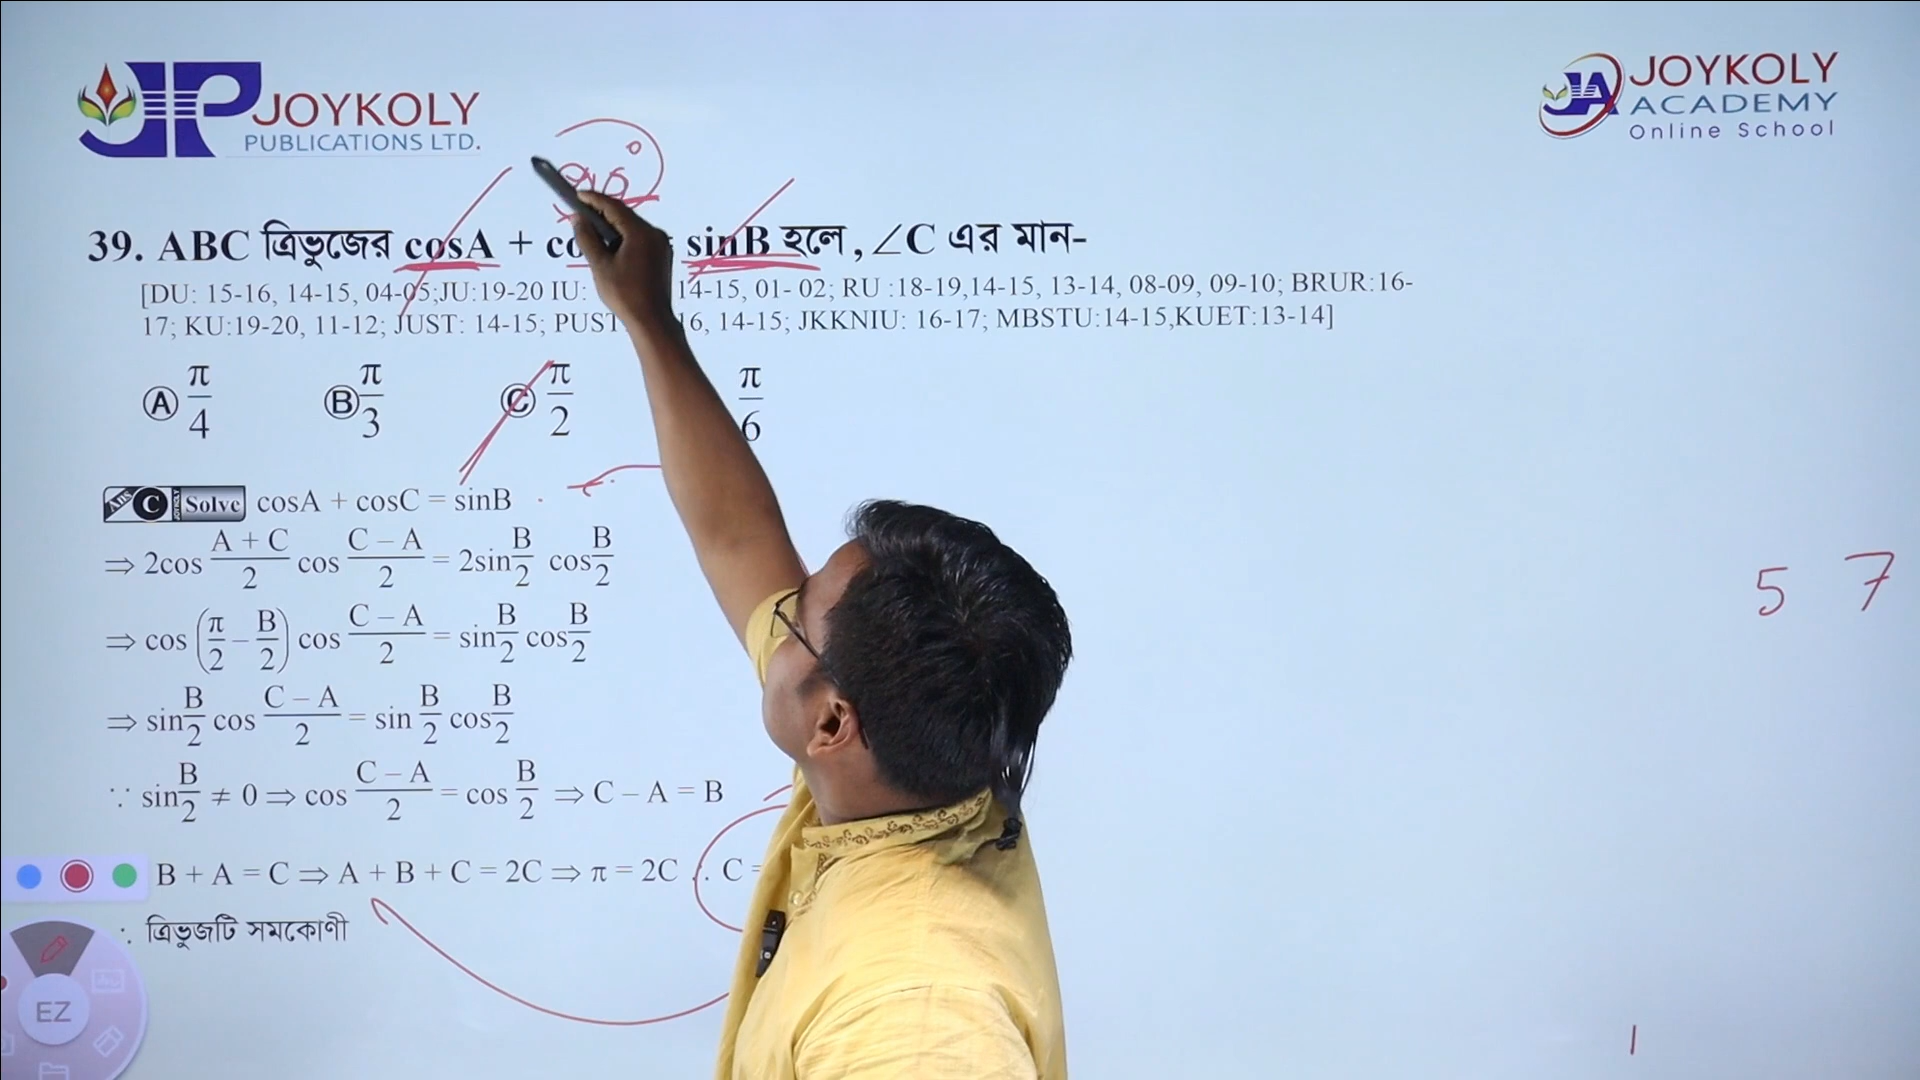 JP JOYKOLY
PUBLICATIONS LTD.
JA JOYKOLY
ACADEMY
Online School
39. ABC ত্রিভুজের cosA + co sinB হলে, ∠C এর মান-
[DU: 15-16, 14-15, 04-05;JU:19-20 IU: 14-15, 01- 02; RU :18-19,14-15, 13-14, 08-09, 09-10; BRUR:16-
17; KU:19-20, 11-12; JUST: 14-15; PUST 6, 14-15; JKKNIU: 16-17; MBSTU:14-15,KUET:13-14]
Ⓐ π/4 Ⓑ π/3 Ⓒ π/2 π/6
Ans C JOYKOLY Solve cosA + cosC = sinB
⇒ 2cos (A + C)/2 cos (C – A)/2 = 2sin B/2 cos B/2
5 7
⇒ cos (π/2 – B/2) cos (C – A)/2 = sin B/2 cos B/2
⇒ sin B/2 cos (C – A)/2 = sin B/2 cos B/2
∵ sin B/2 ≠ 0 ⇒ cos (C – A)/2 = cos B/2 ⇒ C – A = B
B + A = C ⇒ A + B + C = 2C ⇒ π = 2C ∴ C =
∴ ত্রিভুজটি সমকোণী
EZ